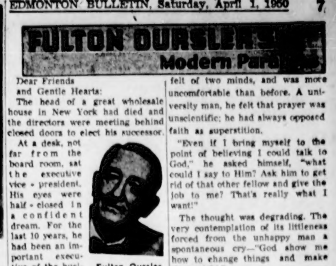 EDMONTON BULLETIN, Saturday, April 1, 1950
7
FULTON OURSLER'S
Modern Par
Dear Friends
and Gentle Hearts:
The head of a great wholesale
house in New York had died and
the directors were meeting behind
closed doors to elect his successor.
At a desk, not
far from the
board room, sat
the executive
vice - president.
His eyes were
half - closed in
a confident
dream. For the
last 10 years, he
had been an im-
portant execu-
Fulton Oursler
felt of two minds, and was more
uncomfortable than before. A uni-
versity man, he felt that prayer was
unscientific; he had always opposed
faith as superstition.
"Even if I bring myself to the
point of believing I could talk to
God," he asked himself, "what
could I say to Him? Ask him to get
rid of that other fellow and give the
job to me? That's really what I
want!"
The thought was degrading. The
very contemplation of its littleness
forced from the unhappy man a
spontaneous cry—"God show me
how to change things and make